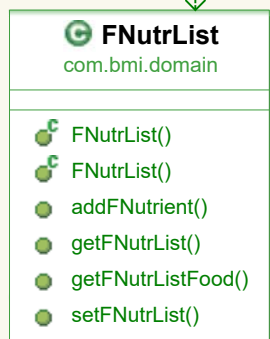 FNutrList
com.bmi.domain
FNutrList()
FNutrList()
addFNutrient()
getFNutrList()
getFNutrListFood()
setFNutrList()